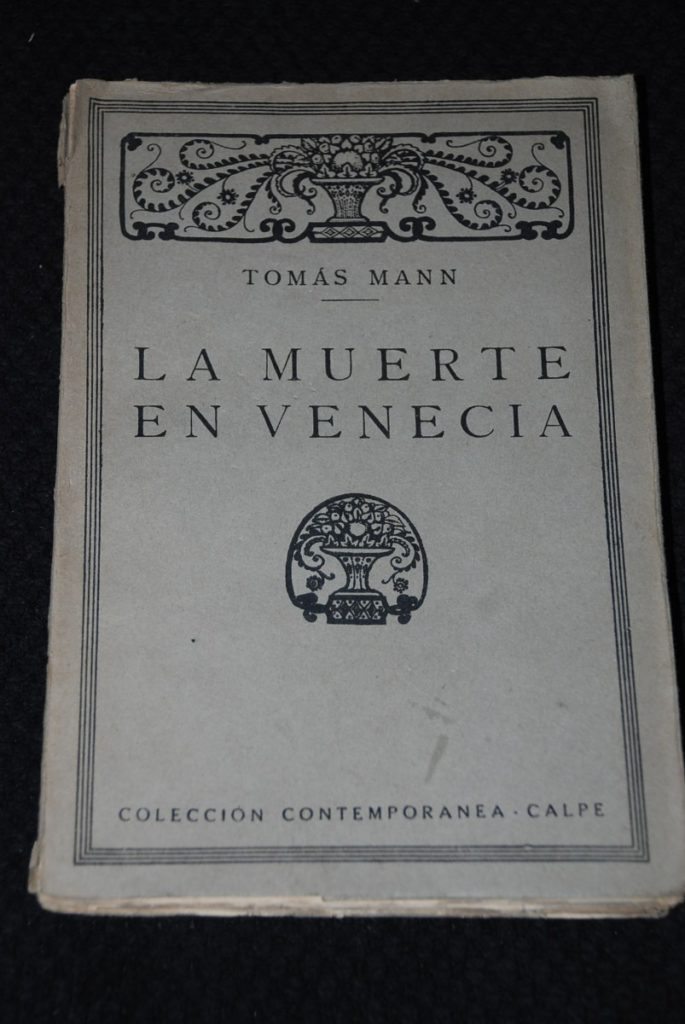 TOMÁS MANN
LA MUERTE
EN VENECIA
COLECCIÓN CONTEMPORANEA · CALPE